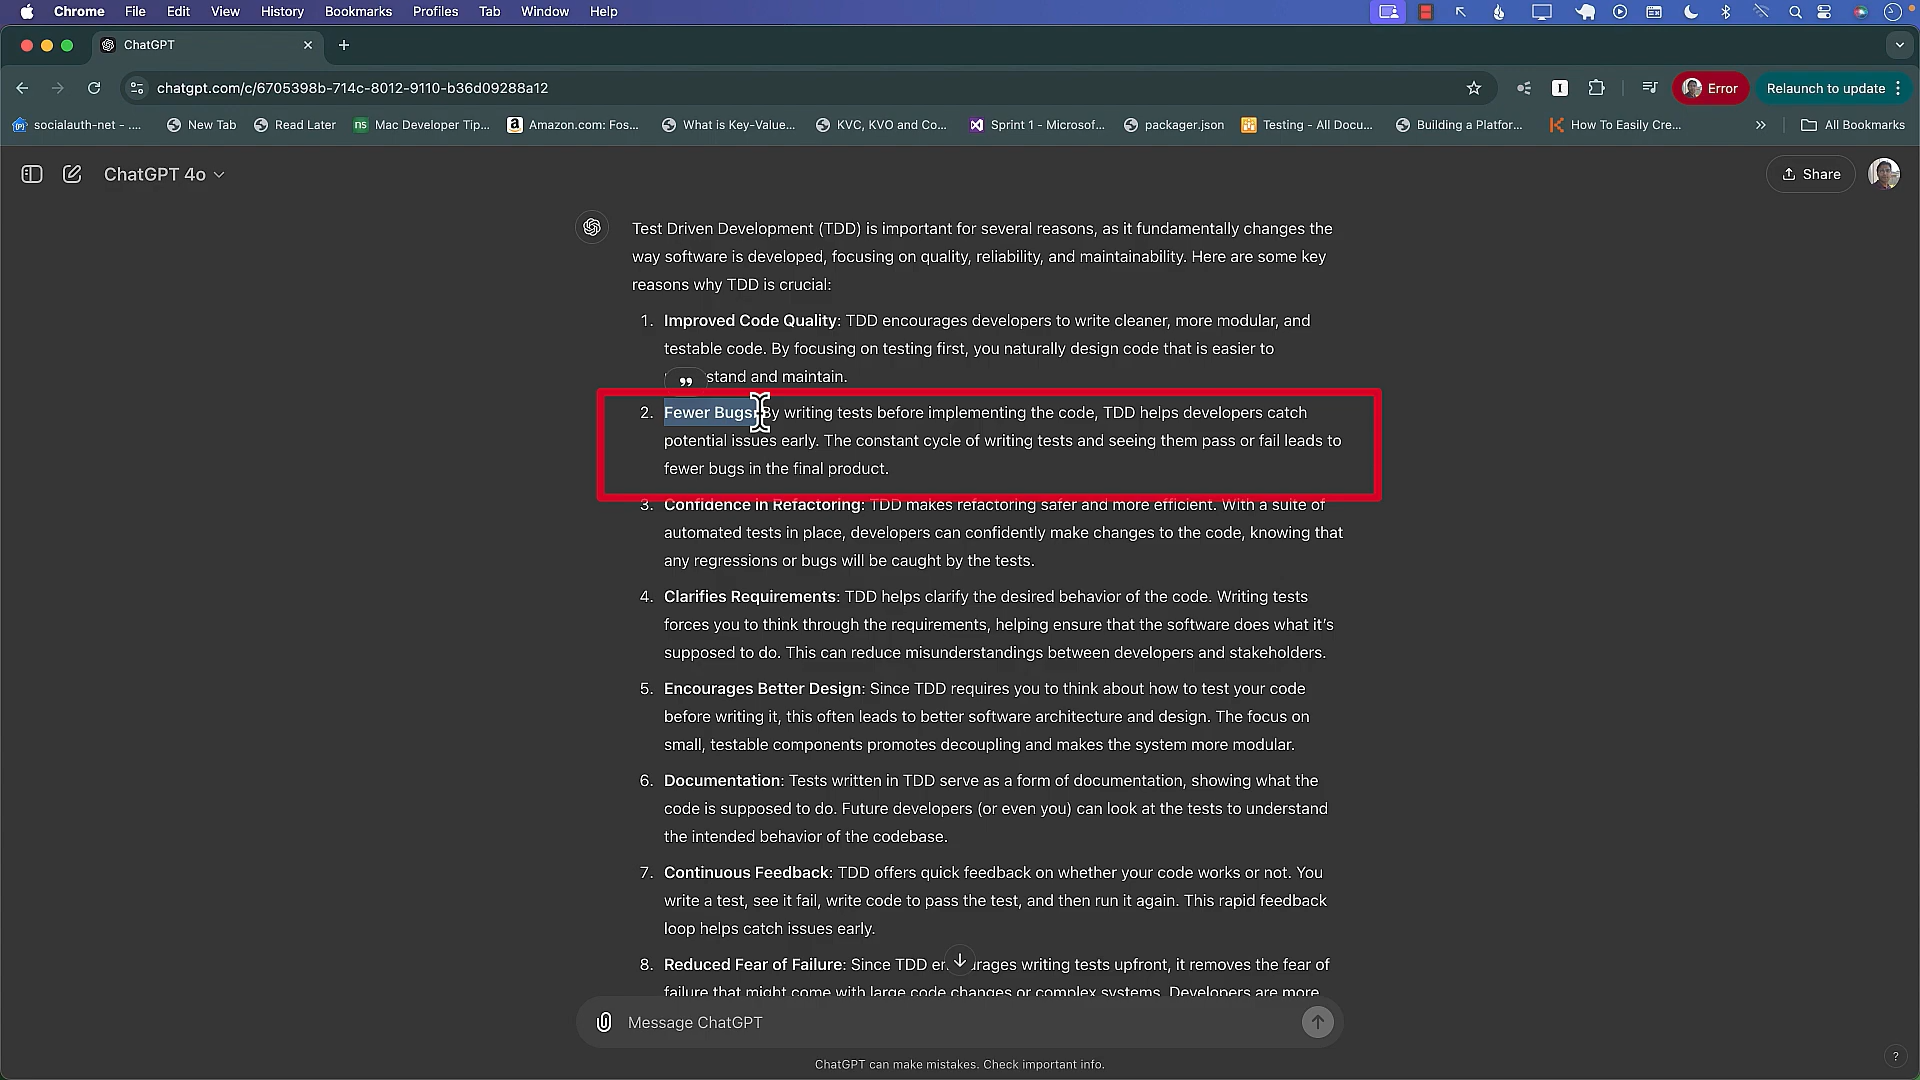 Chrome File Edit View History Bookmarks Profiles Tab Window Help
ChatGPT
chatgpt.com/c/6705398b-714c-8012-9110-b36d09288a12
Error
Relaunch to update
socialauth-net - .... New Tab Read Later Mac Developer Tip... Amazon.com: Fos... What is Key-Value... KVC, KVO and Co... Sprint 1 - Microsof... packager.json Testing - All Docu... Building a Platfor... How To Easily Cre... All Bookmarks
ChatGPT 4o
Share
Test Driven Development (TDD) is important for several reasons, as it fundamentally changes the
way software is developed, focusing on quality, reliability, and maintainability. Here are some key
reasons why TDD is crucial:
1. Improved Code Quality: TDD encourages developers to write cleaner, more modular, and
testable code. By focusing on testing first, you naturally design code that is easier to
stand and maintain.
2. Fewer Bugs: By writing tests before implementing the code, TDD helps developers catch
potential issues early. The constant cycle of writing tests and seeing them pass or fail leads to
fewer bugs in the final product.
3. Confidence in Refactoring: TDD makes refactoring safer and more efficient. With a suite of
automated tests in place, developers can confidently make changes to the code, knowing that
any regressions or bugs will be caught by the tests.
4. Clarifies Requirements: TDD helps clarify the desired behavior of the code. Writing tests
forces you to think through the requirements, helping ensure that the software does what it's
supposed to do. This can reduce misunderstandings between developers and stakeholders.
5. Encourages Better Design: Since TDD requires you to think about how to test your code
before writing it, this often leads to better software architecture and design. The focus on
small, testable components promotes decoupling and makes the system more modular.
6. Documentation: Tests written in TDD serve as a form of documentation, showing what the
code is supposed to do. Future developers (or even you) can look at the tests to understand
the intended behavior of the codebase.
7. Continuous Feedback: TDD offers quick feedback on whether your code works or not. You
write a test, see it fail, write code to pass the test, and then run it again. This rapid feedback
loop helps catch issues early.
8. Reduced Fear of Failure: Since TDD writing tests upfront, it removes the fear of
failure that might come with large code changes or complex systems. Developers are more
Message ChatGPT
ChatGPT can make mistakes. Check important info.
?